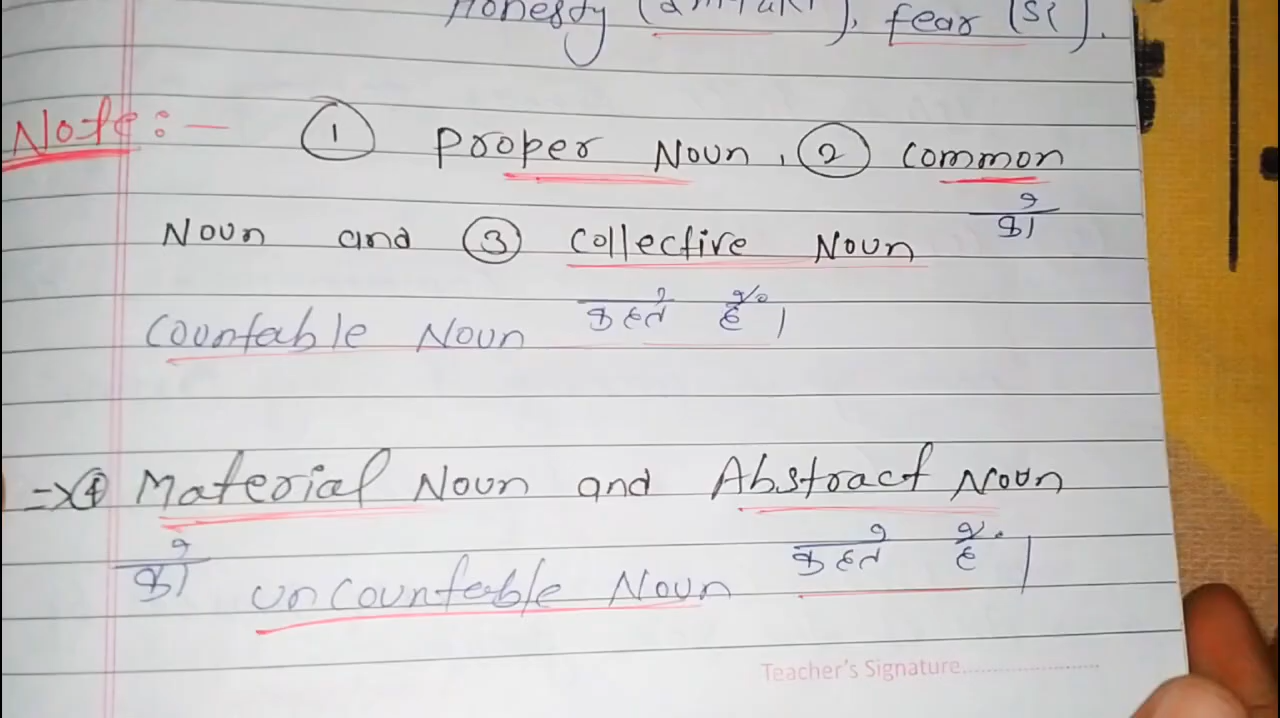 Honesty (ईमानदारी), fear (डर).
Note:- ① Proper Noun, ② Common
Noun and ③ Collective Noun को
Countable Noun कहते हैं।
=> ④ Material Noun and Abstract Noun
को Uncountable Noun कहते हैं।
Teacher's Signature....................